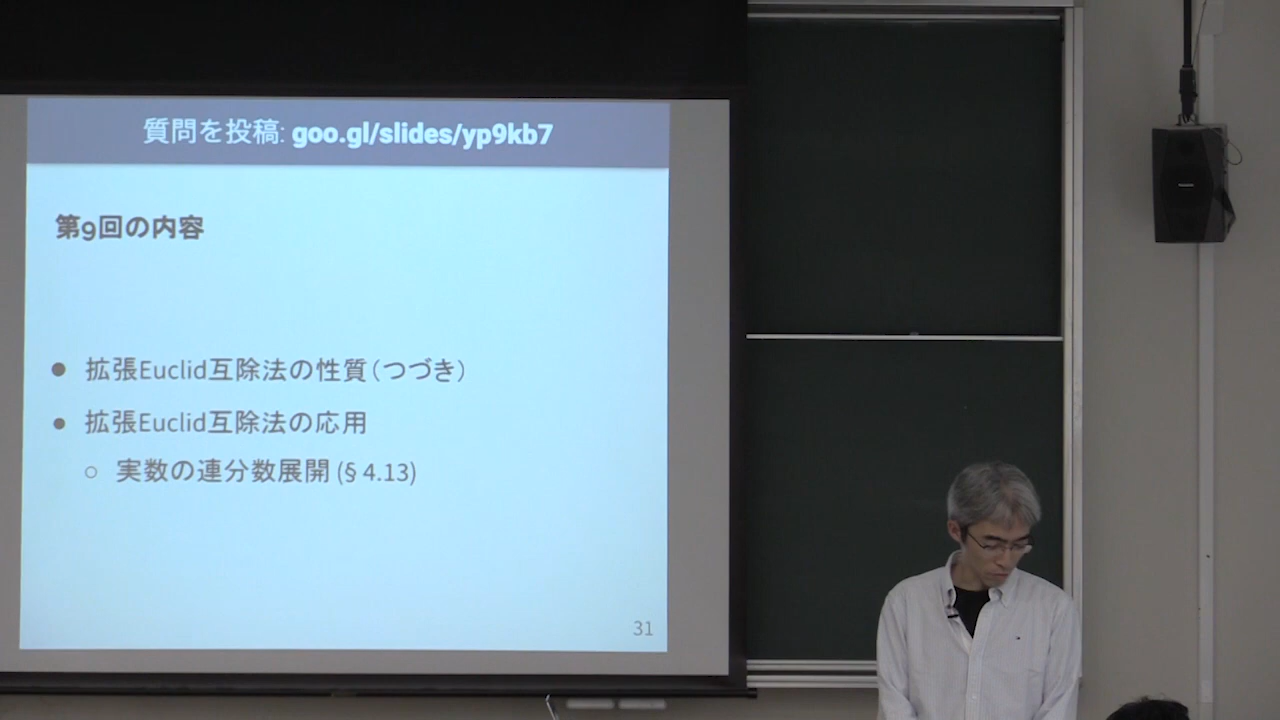 質問を投稿: goo.gl/slides/yp9kb7
第9回の内容
● 拡張Euclid互除法の性質(つづき)
● 拡張Euclid互除法の応用
○ 実数の連分数展開 (§ 4.13)
31